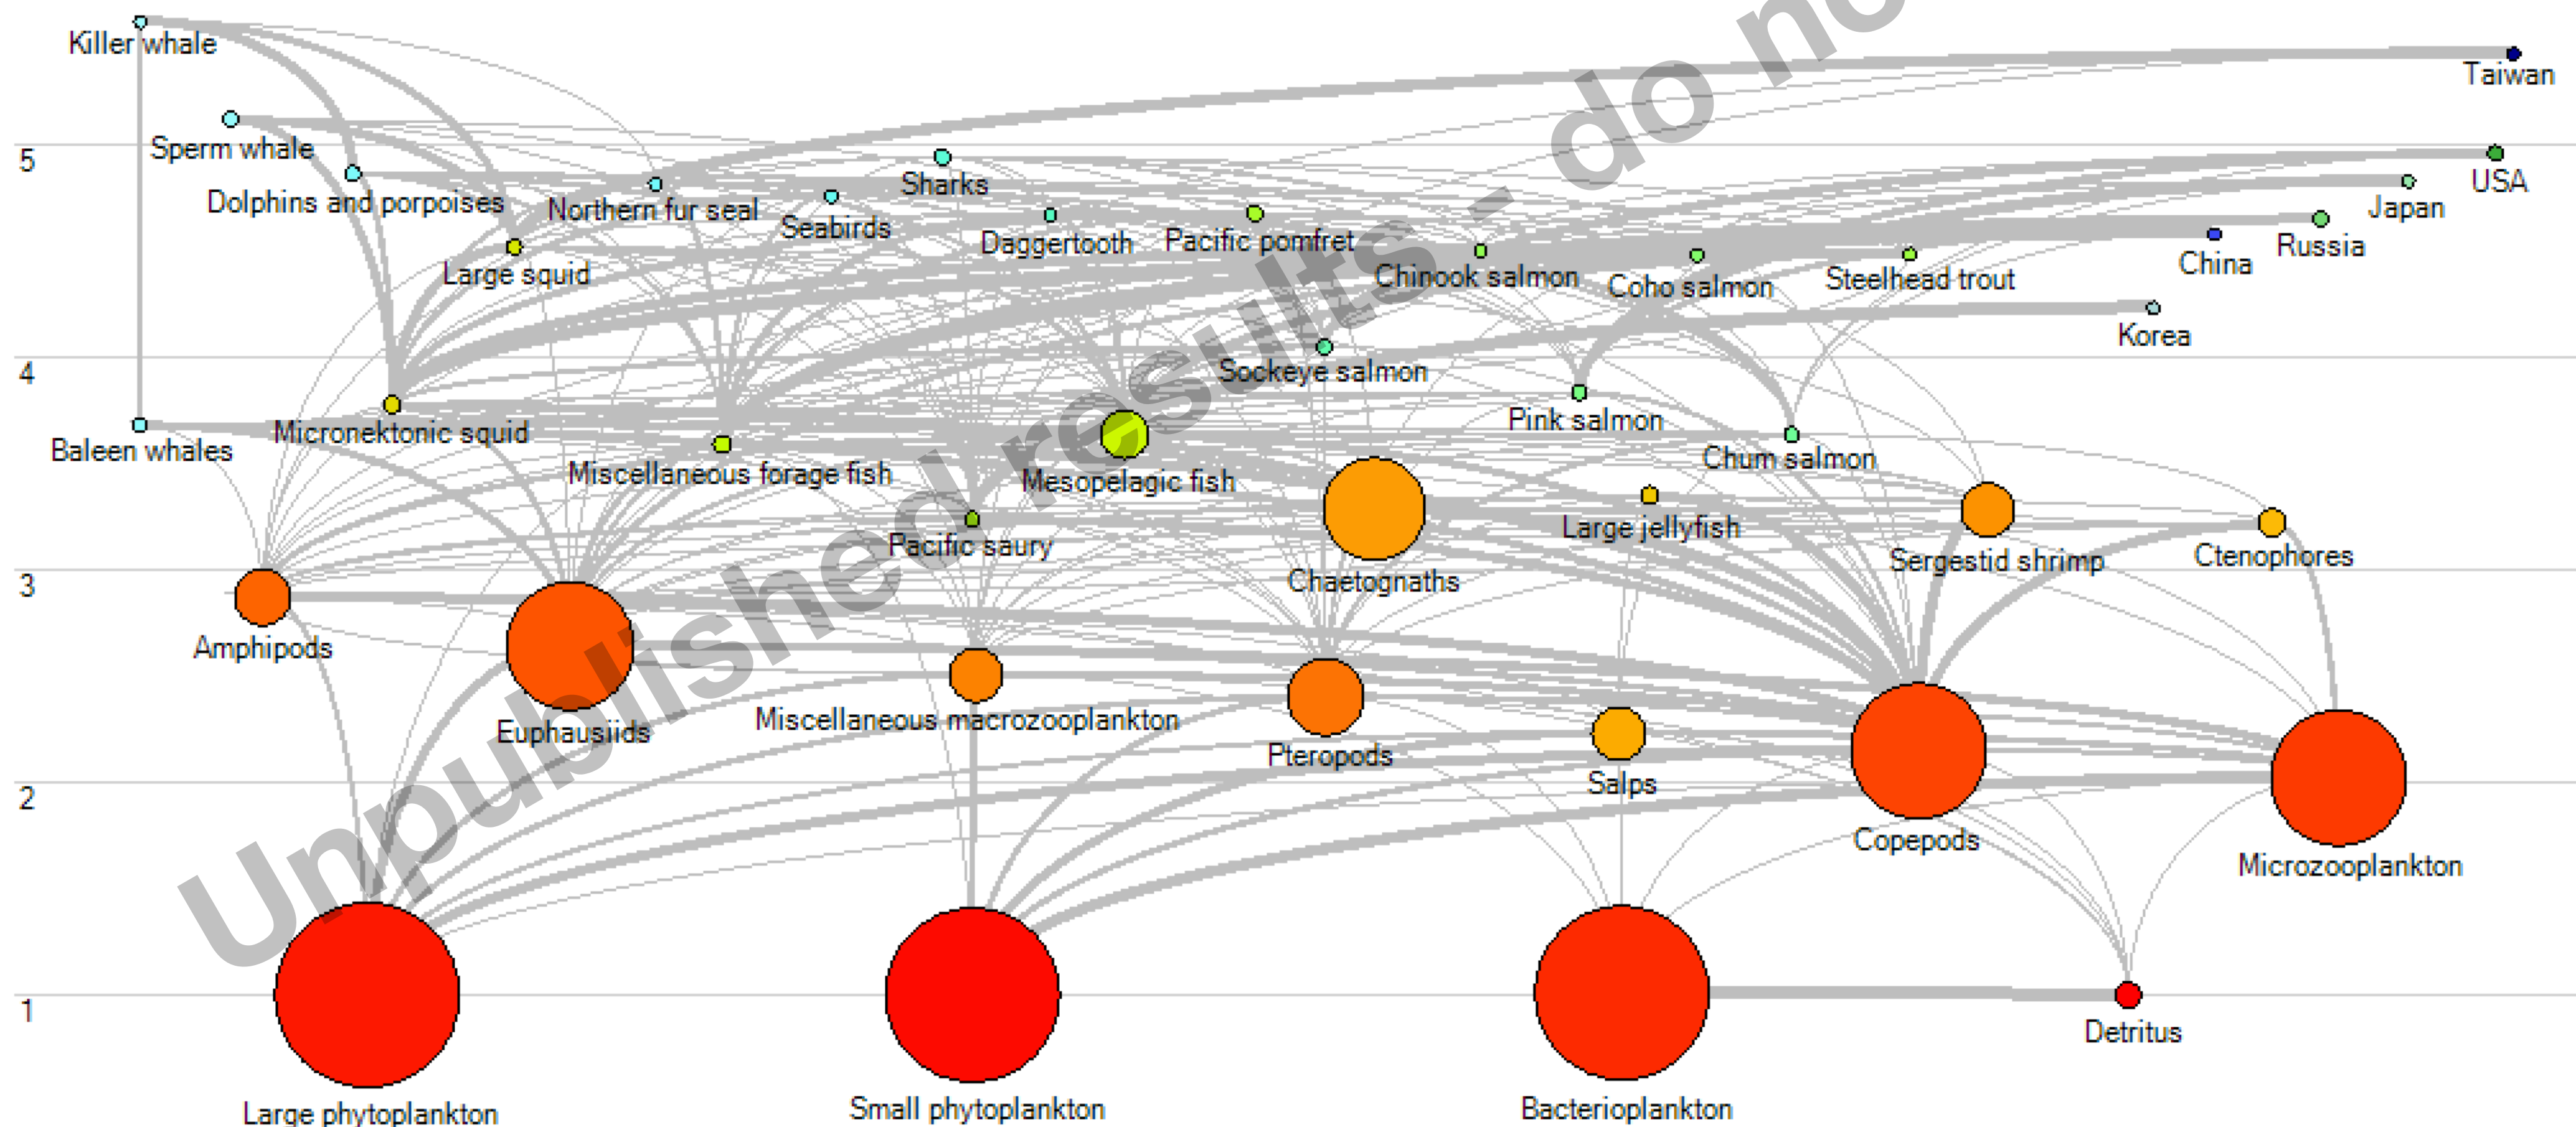 Killer whale
Taiwan
Sperm whale
5
Sharks
USA
Dolphins and porpoises
Northern fur seal
Seabirds
Japan
Daggertooth
Pacific pomfret
Russia
China
Large squid
Chinook salmon
Coho salmon
Steelhead trout
Korea
4
Sockeye salmon
Pink salmon
Micronektonic squid
Baleen whales
Chum salmon
Miscellaneous forage fish
Mesopelagic fish
Large jellyfish
Pacific saury
Ctenophores
Sergestid shrimp
3
Chaetognaths
Amphipods
Euphausiids
Miscellaneous macrozooplankton
Pteropods
Salps
2
Copepods
Microzooplankton
1
Detritus
Large phytoplankton
Small phytoplankton
Bacterioplankton
Unpublished results - do no